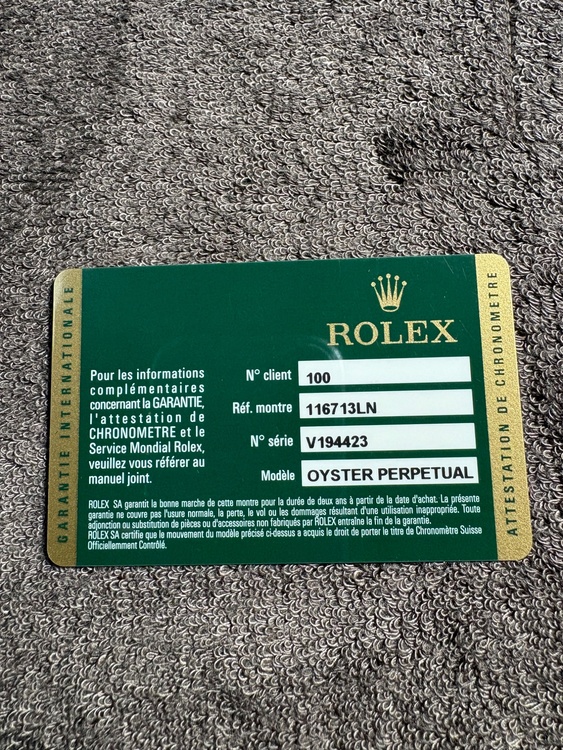 ROLEX
GARANTIE INTERNATIONALE
Pour les informations
complémentaires
concernant la GARANTIE,
l'attestation de
CHRONOMETRE et le
Service Mondial Rolex,
veuillez vous référer au
manuel joint.
N° client 100
Réf. montre 116713LN
N° série V194423
Modèle OYSTER PERPETUAL
ROLEX SA garantit la bonne marche de cette montre pour la durée de deux ans à partir de la date d'achat. La présente
garantie ne couvre pas l'usure normale, la perte, le vol ou les dommages résultant d'une utilisation inappropriée. Toute
adjonction ou substitution de pièces ou d'accessoires non fabriqués par ROLEX entraîne la fin de la garantie.
ROLEX SA certifie que le mouvement du modèle précisé ci-dessus a acquis le droit de porter le titre de Chronomètre Suisse
Officiellement Contrôlé.
ATTESTATION DE CHRONOMETRE